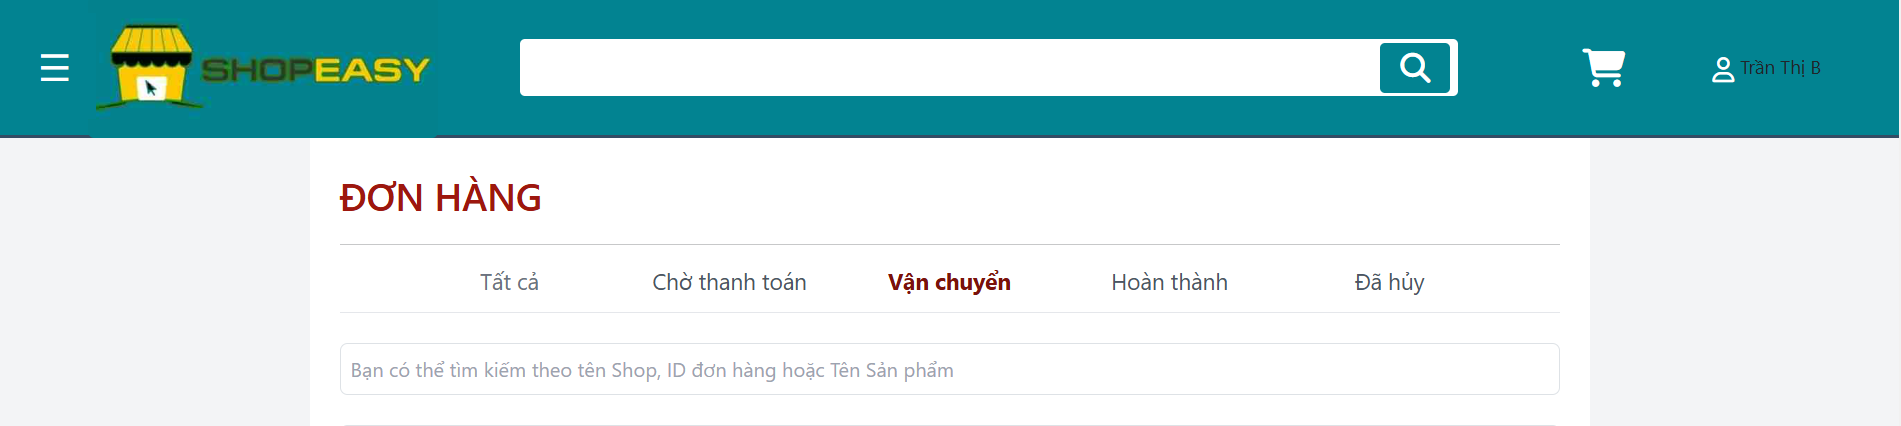 SHOPEASY
Trần Thị B
ĐƠN HÀNG
Tất cả Chờ thanh toán Vận chuyển Hoàn thành Đã hủy
Bạn có thể tìm kiếm theo tên Shop, ID đơn hàng hoặc Tên Sản phẩm